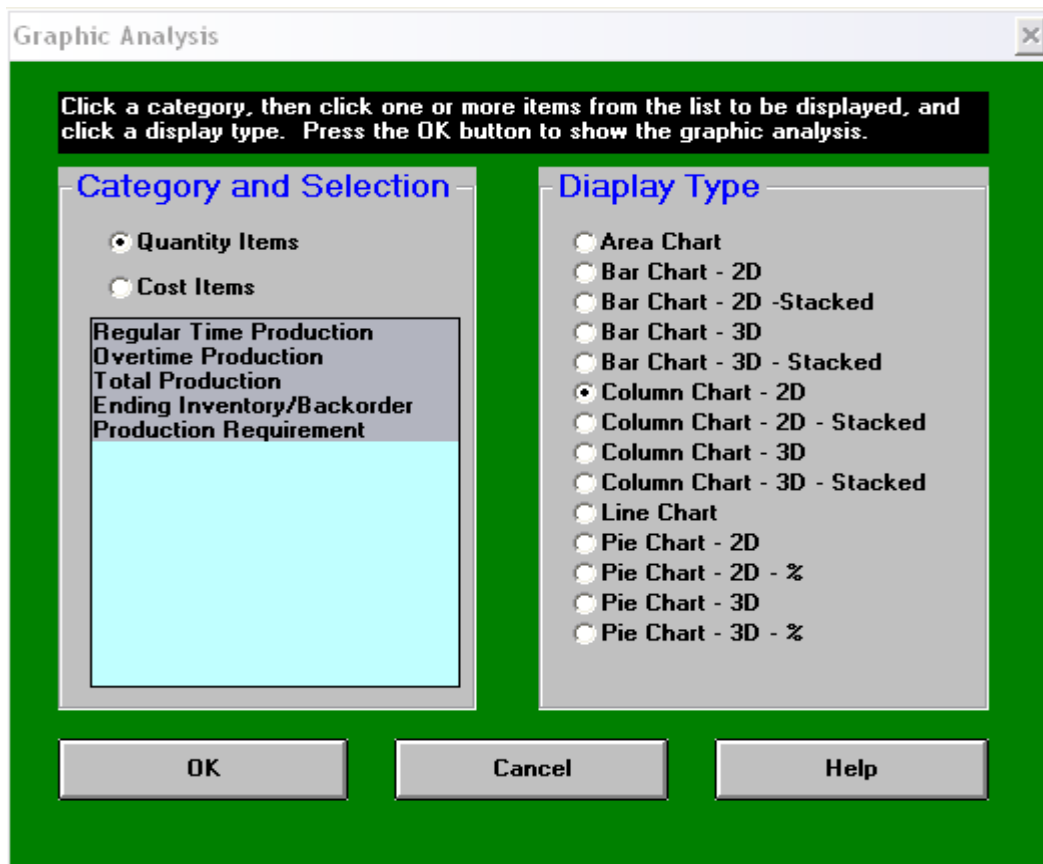 Graphic Analysis
Click a category, then click one or more items from the list to be displayed, and
click a display type.  Press the OK button to show the graphic analysis.
Category and Selection
Quantity Items
Cost Items
Regular Time Production
Overtime Production
Total Production
Ending Inventory/Backorder
Production Requirement
Diaplay Type
Area Chart
Bar Chart - 2D
Bar Chart - 2D -Stacked
Bar Chart - 3D
Bar Chart - 3D - Stacked
Column Chart - 2D
Column Chart - 2D - Stacked
Column Chart - 3D
Column Chart - 3D - Stacked
Line Chart
Pie Chart - 2D
Pie Chart - 2D - %
Pie Chart - 3D
Pie Chart - 3D - %
OK
Cancel
Help